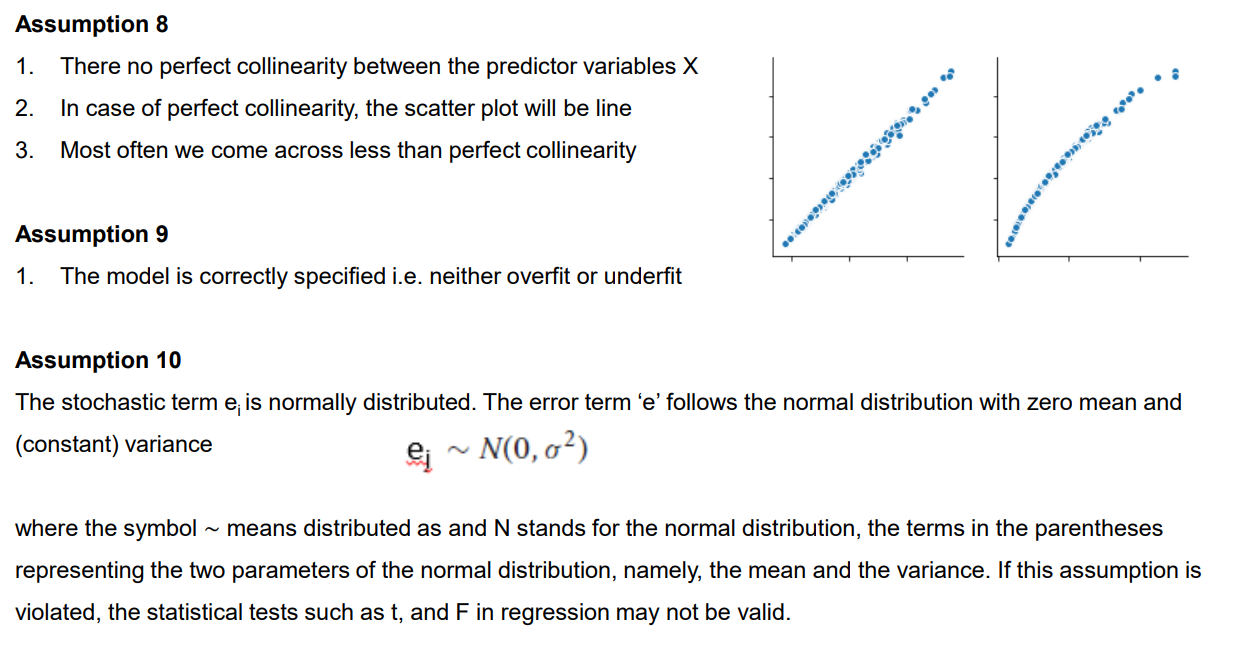 Assumption 8
1. There no perfect collinearity between the predictor variables X
2. In case of perfect collinearity, the scatter plot will be line
3. Most often we come across less than perfect collinearity
Assumption 9
1. The model is correctly specified i.e. neither overfit or underfit
Assumption 10
The stochastic term eᵢ is normally distributed. The error term ‘e’ follows the normal distribution with zero mean and
(constant) variance
eᵢ ~ N(0, σ²)
where the symbol ~ means distributed as and N stands for the normal distribution, the terms in the parentheses
representing the two parameters of the normal distribution, namely, the mean and the variance. If this assumption is
violated, the statistical tests such as t, and F in regression may not be valid.